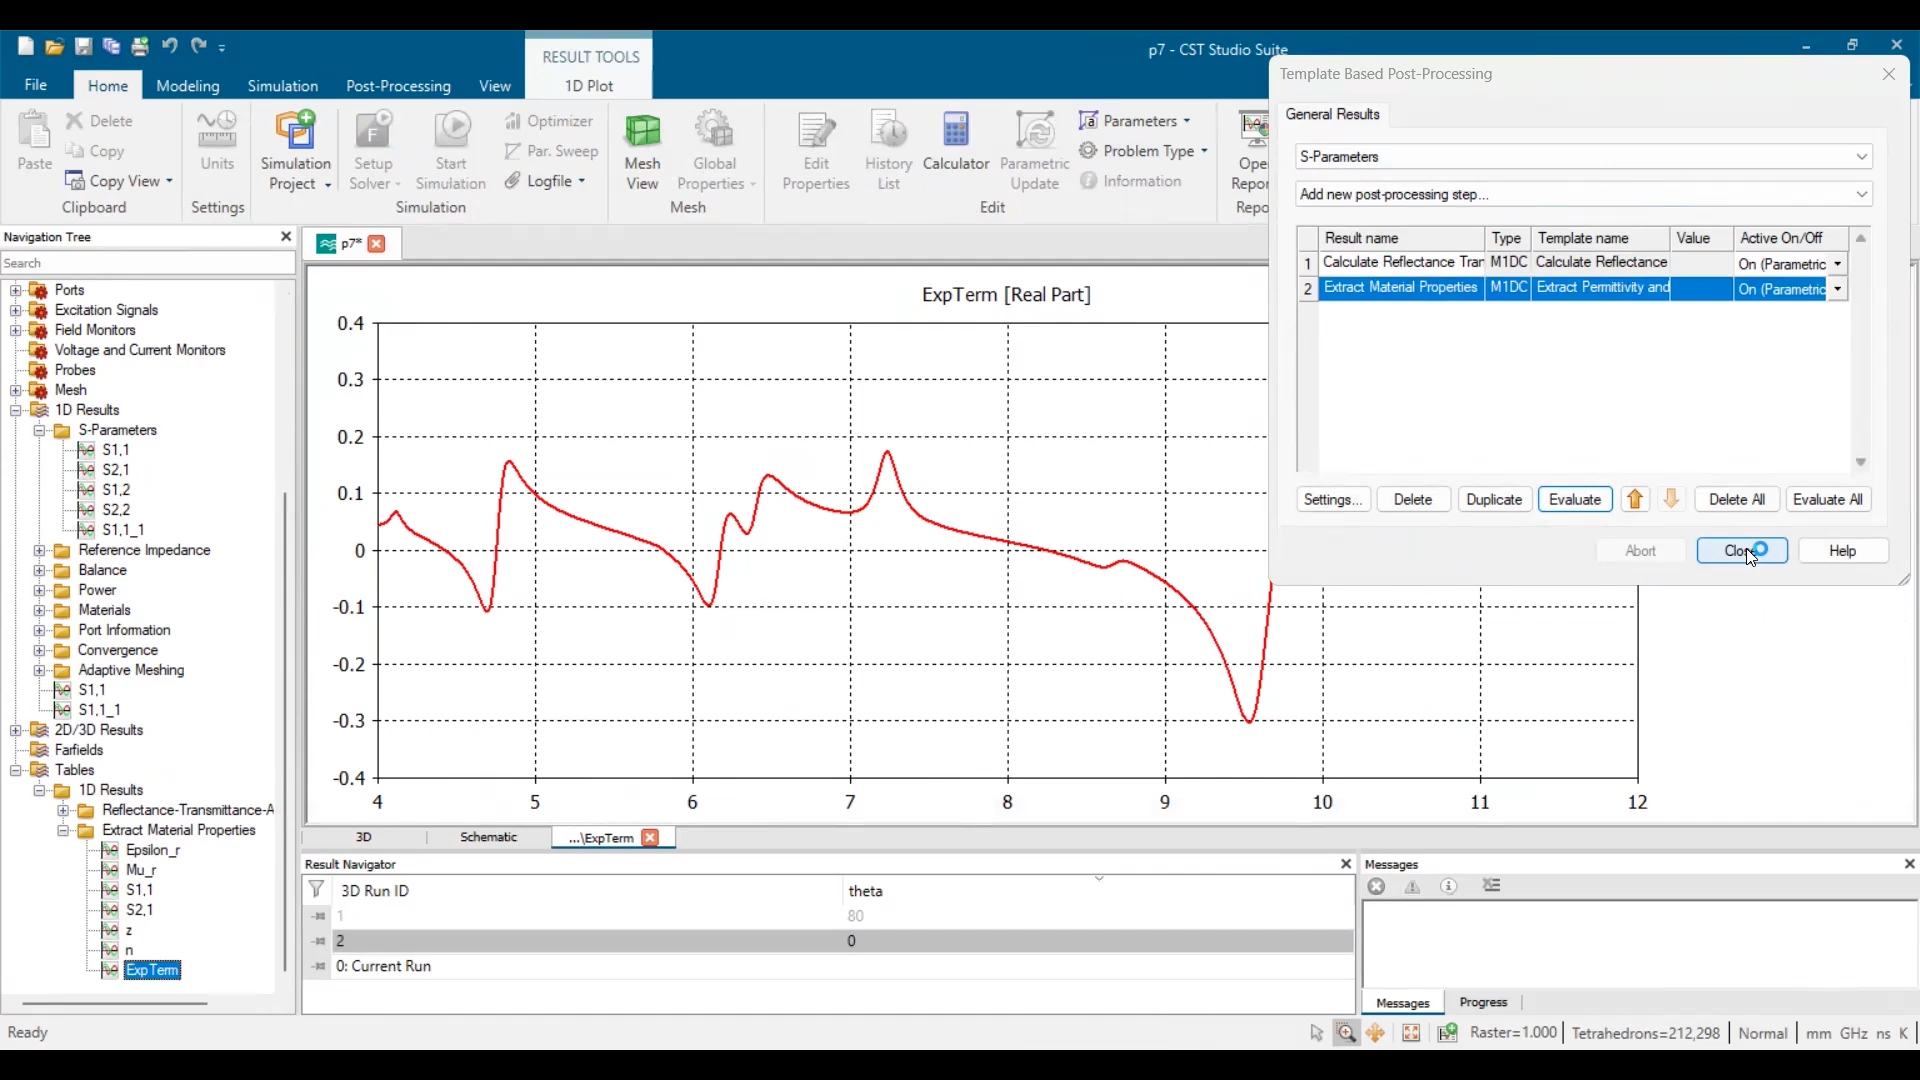 RESULT TOOLS
p7 - CST Studio Suite
File
Home
Modeling
Simulation
Post-Processing
View
1D Plot
Paste
Delete
Copy
Copy View
Clipboard
Units
Settings
Simulation
Project
Setup
Solver
Start
Simulation
Optimizer
Par. Sweep
Logfile
Simulation
Mesh
View
Global
Properties
Mesh
Edit
Properties
History
List
Calculator
Parametric
Update
Parameters
Problem Type
Information
Edit
Ope
Repor
Repo
Template Based Post-Processing
General Results
S-Parameters
Add new post-processing step...
Result name Type Template name Value Active On/Off
1 Calculate Reflectance Tran M1DC Calculate Reflectance On (Parametric
2 Extract Material Properties M1DC Extract Permittivity and On (Parametric
Settings... Delete Duplicate Evaluate Delete All Evaluate All
Abort Help
Navigation Tree
Search
Ports
Excitation Signals
Field Monitors
Voltage and Current Monitors
Probes
Mesh
1D Results
S-Parameters
S1,1
S2,1
S1,2
S2,2
S1,1_1
Reference Impedance
Balance
Power
Materials
Port Information
Convergence
Adaptive Meshing
S1,1
S1,1_1
2D/3D Results
Farfields
Tables
1D Results
Reflectance-Transmittance-A
Extract Material Properties
Epsilon_r
Mu_r
S1,1
S2,1
z
n
ExpTerm
p7*
ExpTerm [Real Part]
0.4
0.3
0.2
0.1
0
-0.1
-0.2
-0.3
-0.4
4 5 6 7 8 9 10 11 12
3D
Schematic
...\ExpTerm
Result Navigator
3D Run ID theta
1 80
2 0
0: Current Run
Messages
Messages
Progress
Ready
Raster=1.000 Tetrahedrons=212,298 Normal mm GHz ns K